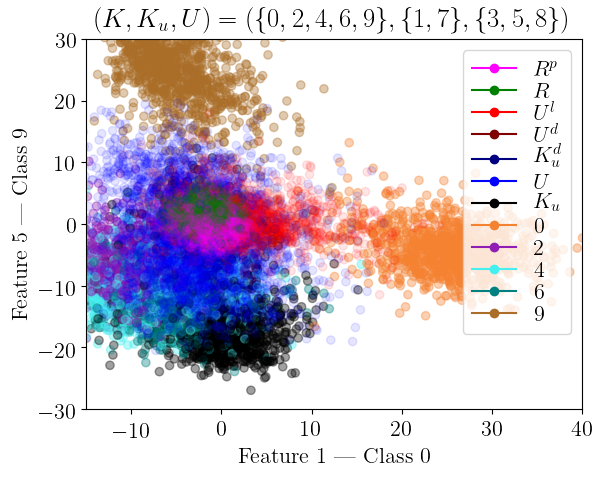 (K, K_u, U) = ({0, 2, 4, 6, 9}, {1, 7}, {3, 5, 8})
30
20
10
0
−10
−20
−30
Feature 5 — Class 9
R^p
R
U^l
U^d
K_u^d
U
K_u
0
2
4
6
9
−10
0
10
20
30
40
Feature 1 — Class 0